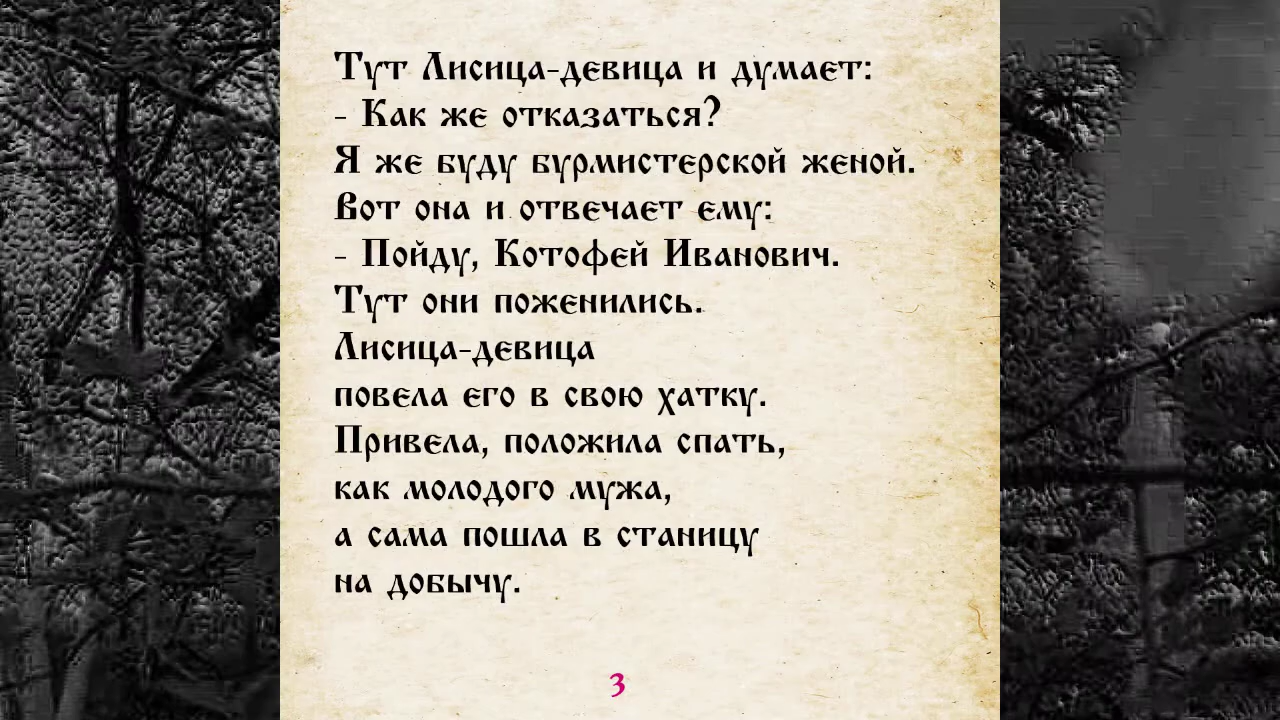 Тут Лисица-девица и думает:
- Как же отказаться?
Я же буду бурмистерской женой.
Вот она и отвечает ему:
- Пойду, Котофей Иванович.
Тут они поженились.
Лисица-девица
повела его в свою хатку.
Привела, положила спать,
как молодого мужа,
а сама пошла в станицу
на добычу.
3